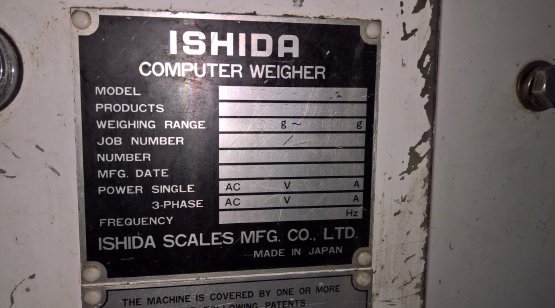 ISHIDA
COMPUTER WEIGHER
MODEL
PRODUCTS
WEIGHING RANGE g~ g
JOB NUMBER
NUMBER
MFG. DATE
POWER SINGLE AC V A
3-PHASE AC V A
FREQUENCY Hz
ISHIDA SCALES MFG. CO., LTD.
MADE IN JAPAN
THE MACHINE IS COVERED BY ONE OR MORE
FOLLOWING PATENTS